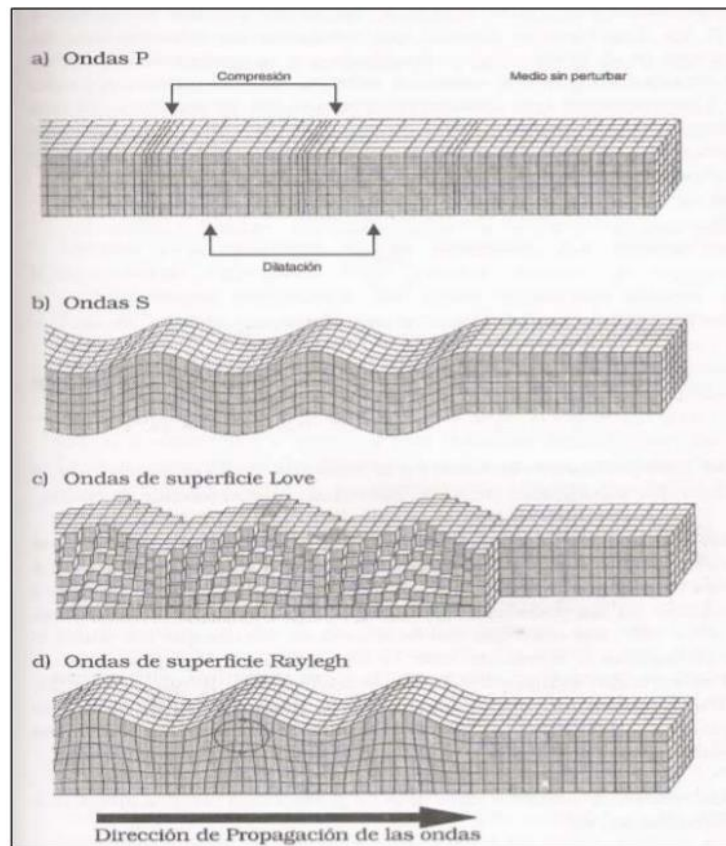 a) Ondas P
Compresión
Medio sin perturbar
Dilatación
b) Ondas S
c) Ondas de superficie Love
d) Ondas de superficie Raylegh
Dirección de Propagación de las ondas